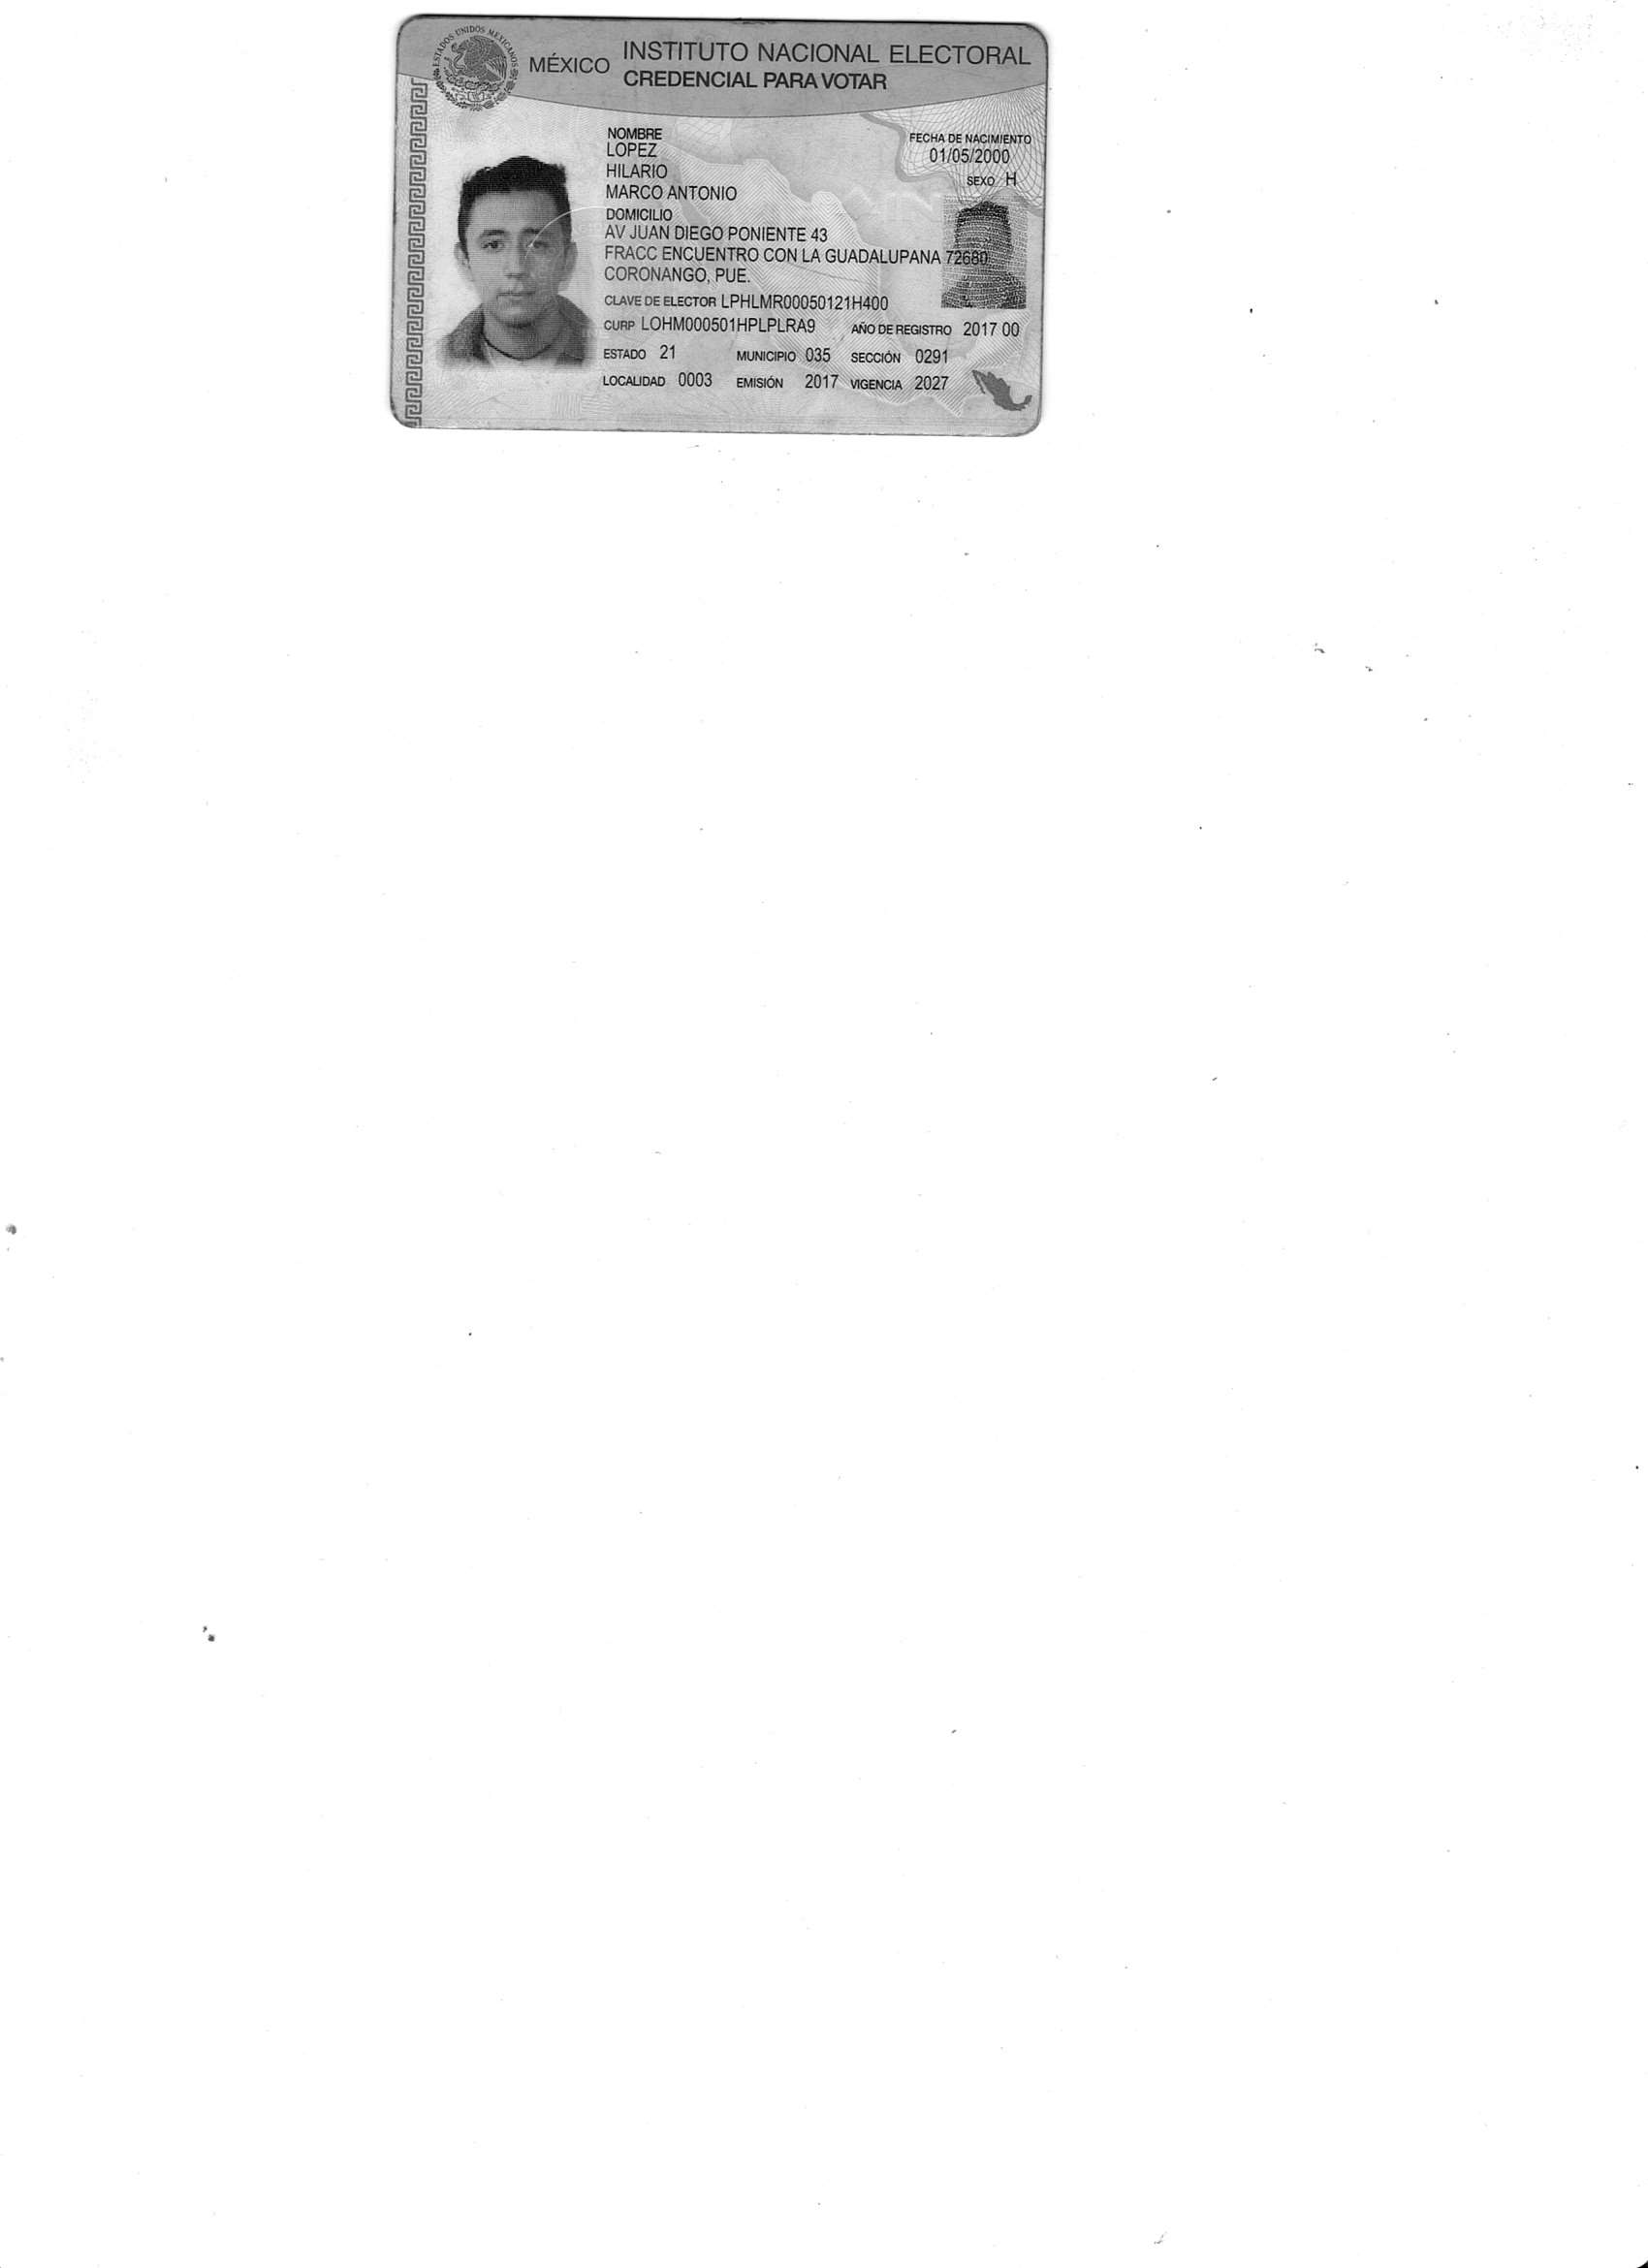 ESTADOS UNIDOS MEXICANOS
MÉXICO
INSTITUTO NACIONAL ELECTORAL
CREDENCIAL PARA VOTAR
NOMBRE
LOPEZ
HILARIO
MARCO ANTONIO
FECHA DE NACIMIENTO
01/05/2000
SEXO H
DOMICILIO
AV JUAN DIEGO PONIENTE 43
FRACC ENCUENTRO CON LA GUADALUPANA 72680
CORONANGO, PUE.
CLAVE DE ELECTOR LPHLMR00050121H400
CURP LOHM000501HPLPLRA9 AÑO DE REGISTRO 2017 00
ESTADO 21 MUNICIPIO 035 SECCIÓN 0291
LOCALIDAD 0003 EMISIÓN 2017 VIGENCIA 2027